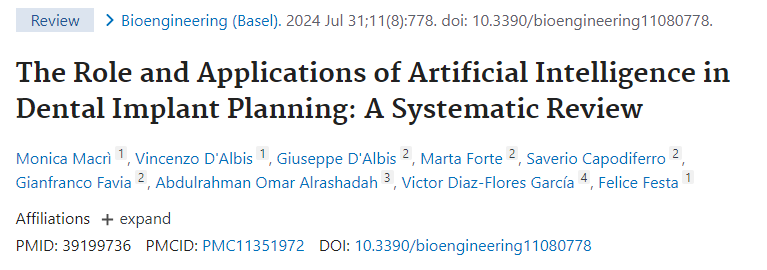 Review Bioengineering (Basel). 2024 Jul 31;11(8):778. doi: 10.3390/bioengineering11080778.
The Role and Applications of Artificial Intelligence in
Dental Implant Planning: A Systematic Review
Monica Macrì 1, Vincenzo D'Albis 1, Giuseppe D'Albis 2, Marta Forte 2, Saverio Capodiferro 2,
Gianfranco Favia 2, Abdulrahman Omar Alrashadah 3, Victor Diaz-Flores García 4, Felice Festa 1
Affiliations + expand
PMID: 39199736 PMCID: PMC11351972 DOI: 10.3390/bioengineering11080778